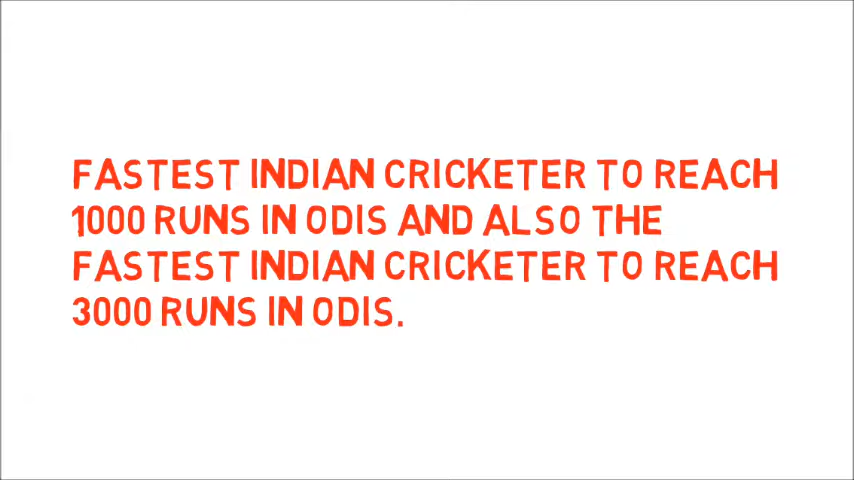 FASTEST INDIAN CRICKETER TO REACH
1000 RUNS IN ODIS AND ALSO THE
FASTEST INDIAN CRICKETER TO REACH
3000 RUNS IN ODIS.